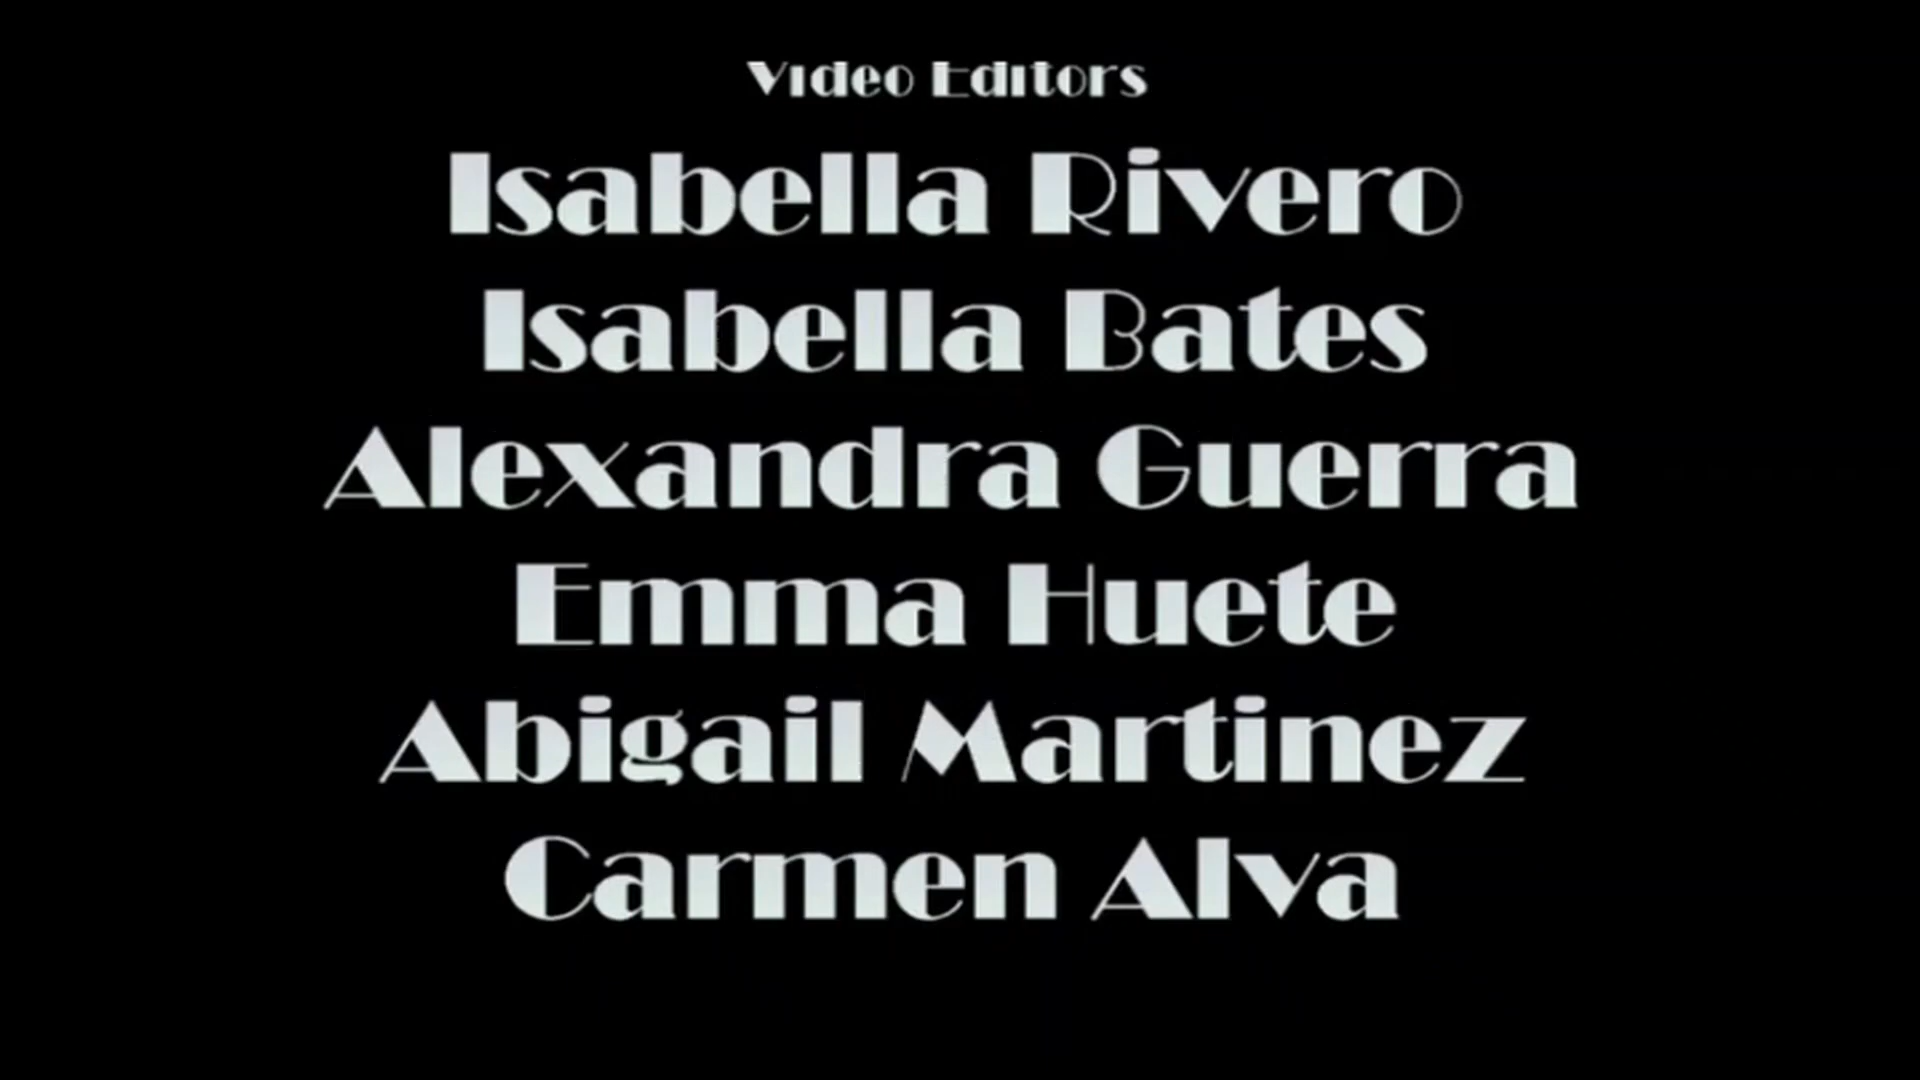 Video Editors
Isabella Rivero
Isabella Bates
Alexandra Guerra
Emma Huete
Abigail Martinez
Carmen Alva